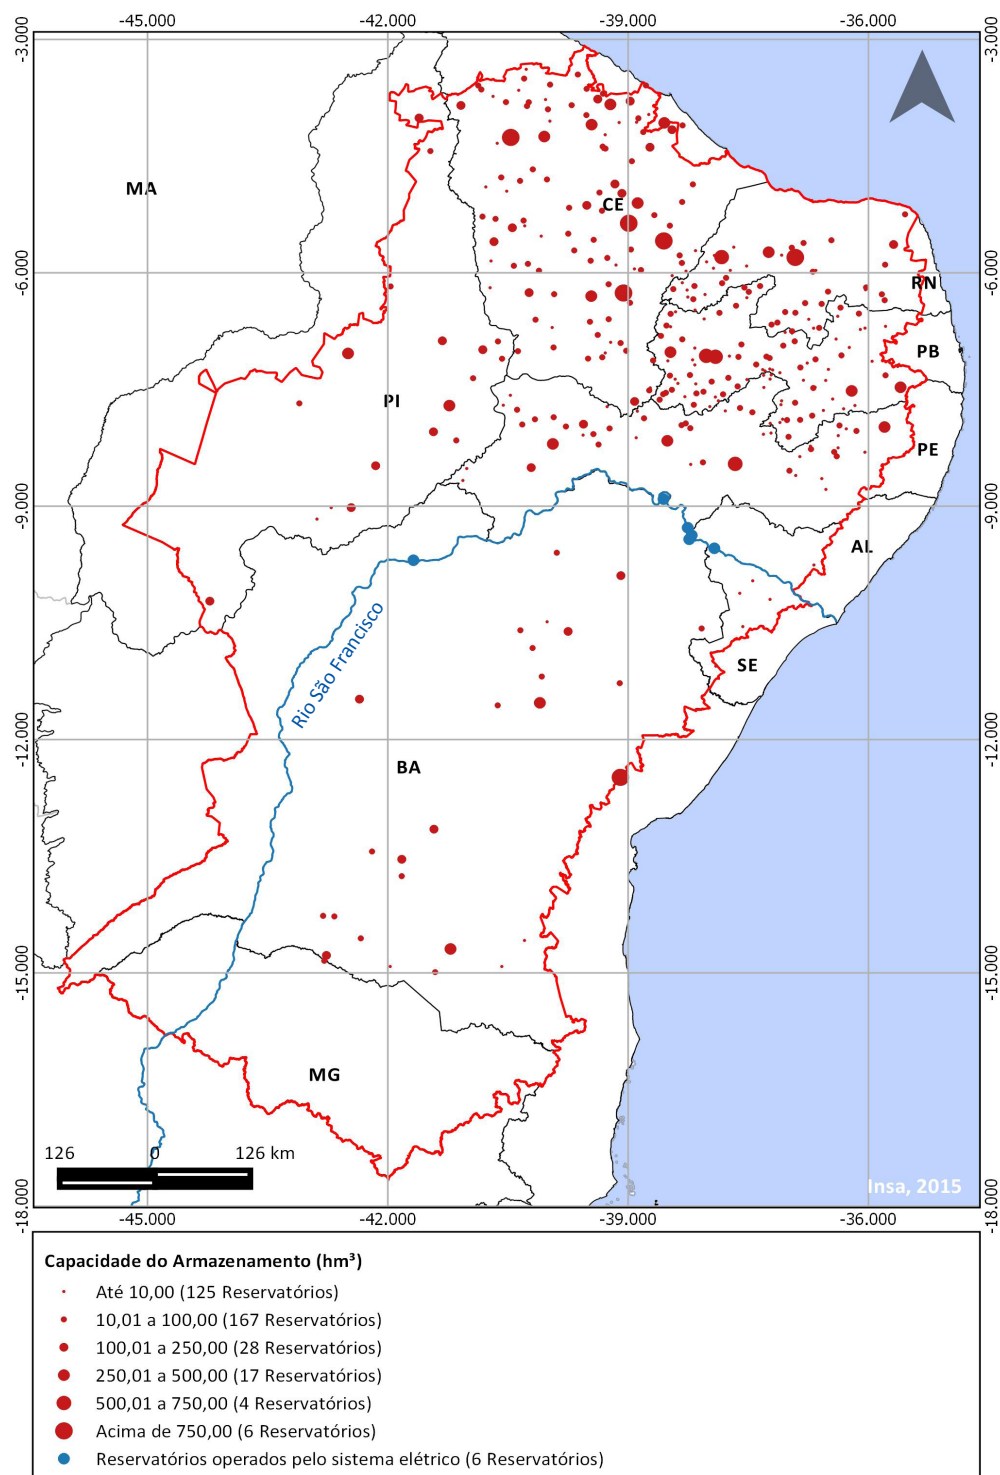 -45.000
-42.000
-39.000
-36.000
-3.000
-3.000
MA
CE
-6.000
-6.000
RN
PB
PI
PE
-9.000
-9.000
AL
Rio São Francisco
SE
-12.000
-12.000
BA
-15.000
-15.000
MG
126 0 126 km
Insa, 2015
-18.000
-18.000
-45.000
-42.000
-39.000
-36.000
Capacidade do Armazenamento (hm³)
Até 10,00 (125 Reservatórios)
10,01 a 100,00 (167 Reservatórios)
100,01 a 250,00 (28 Reservatórios)
250,01 a 500,00 (17 Reservatórios)
500,01 a 750,00 (4 Reservatórios)
Acima de 750,00 (6 Reservatórios)
Reservatórios operados pelo sistema elétrico (6 Reservatórios)